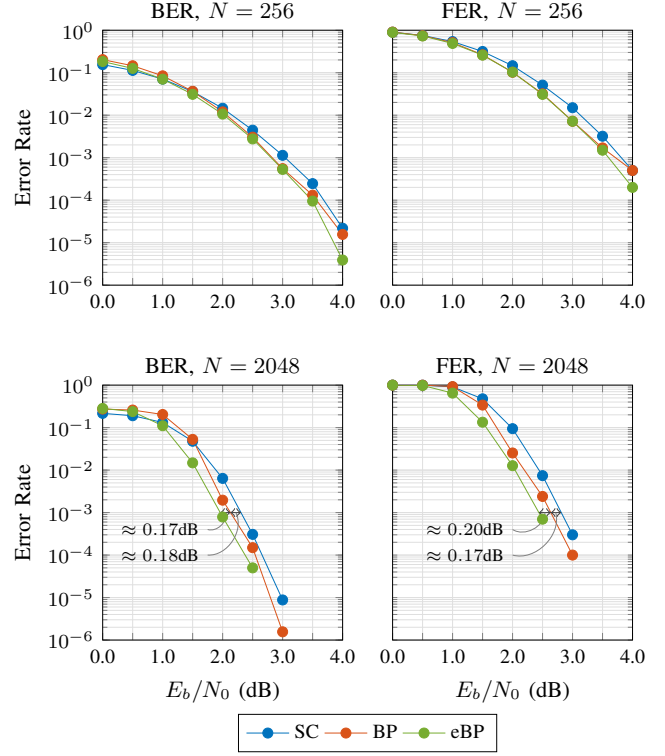 BER, N = 256
FER, N = 256
Error Rate
10^0
10^−1
10^−2
10^−3
10^−4
10^−5
10^−6
0.0 1.0 2.0 3.0 4.0
0.0 1.0 2.0 3.0 4.0
BER, N = 2048
FER, N = 2048
Error Rate
10^0
10^−1
10^−2
10^−3
10^−4
10^−5
10^−6
≈ 0.17dB
≈ 0.18dB
≈ 0.20dB
≈ 0.17dB
0.0 1.0 2.0 3.0 4.0
0.0 1.0 2.0 3.0 4.0
E_b/N_0 (dB)
E_b/N_0 (dB)
SC BP eBP